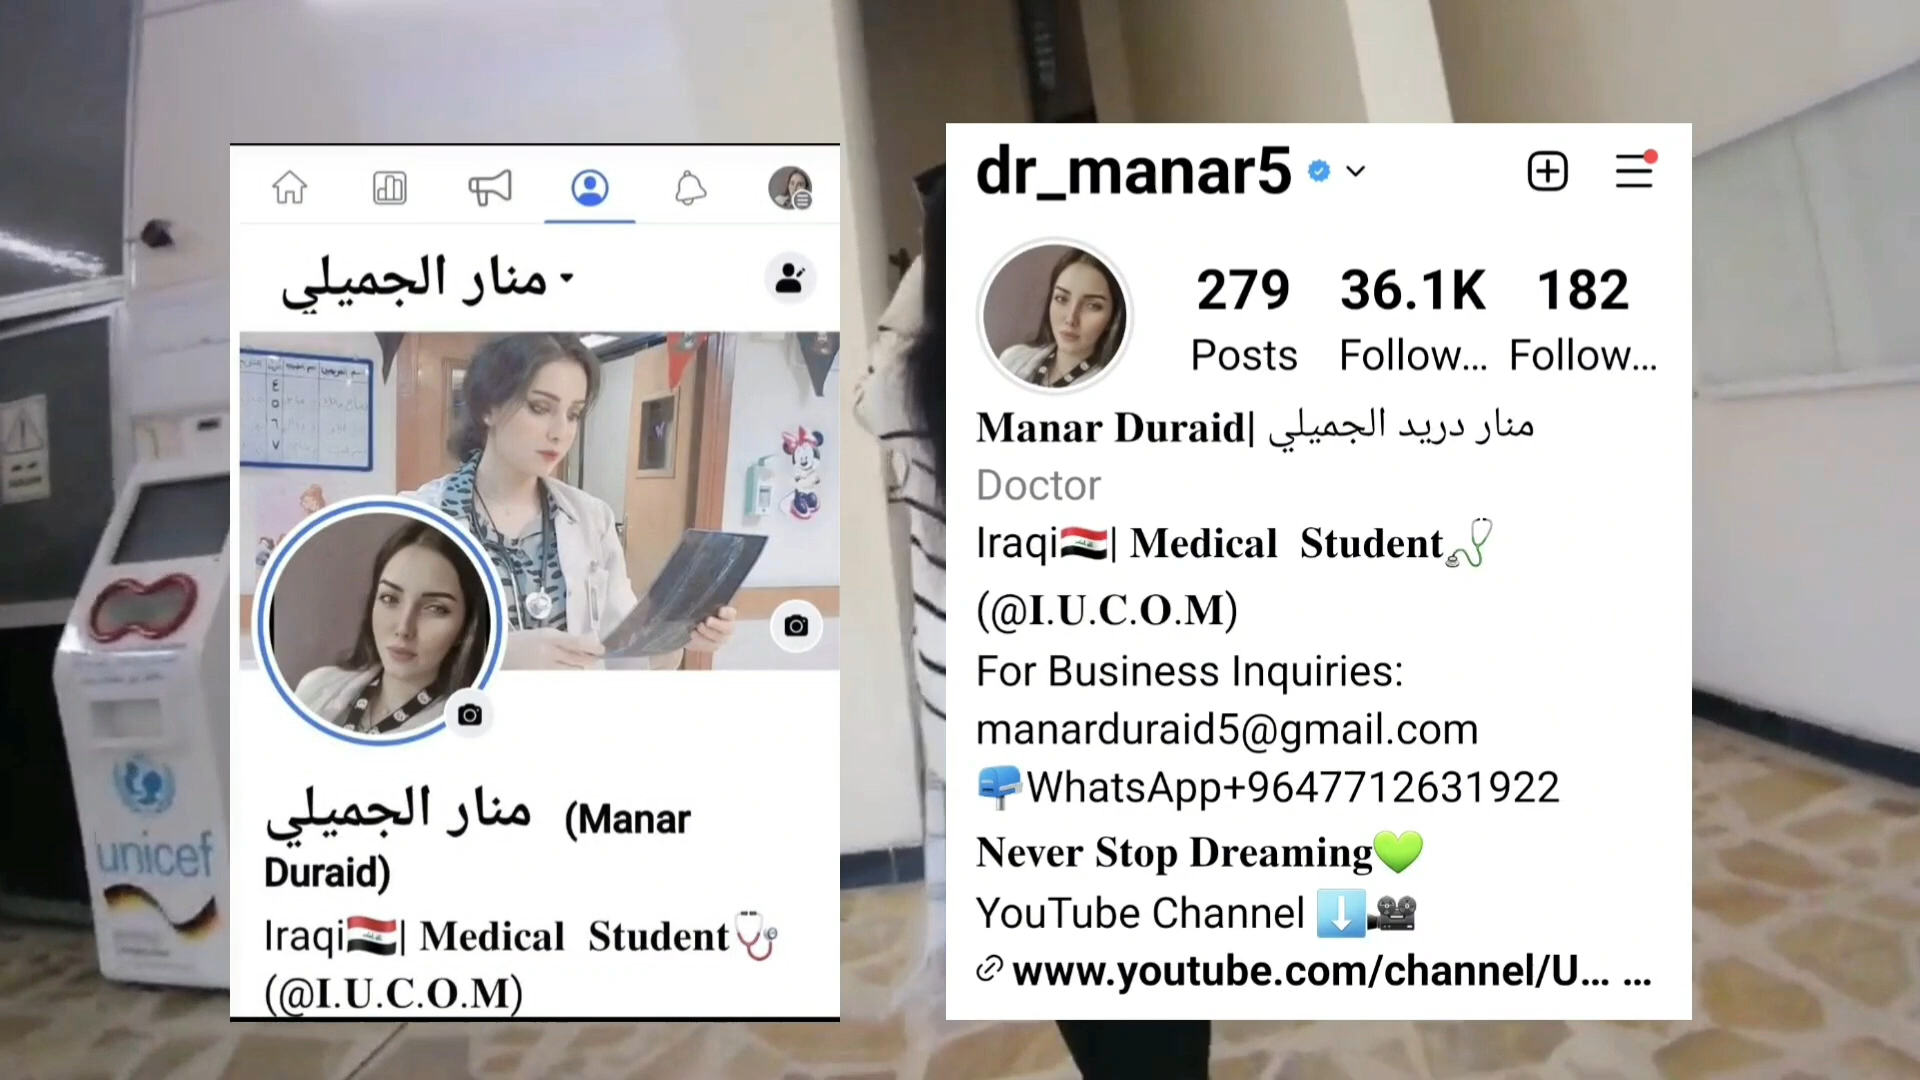 منار الجميلي
منار الجميلي (Manar
Duraid)
Iraqi🇮🇶| Medical Student🩺
(@I.U.C.O.M)
unicef
dr_manar5
279 36.1K 182
Posts Follow... Follow...
Manar Duraid| منار دريد الجميلي
Doctor
Iraqi🇮🇶| Medical Student🩺
(@I.U.C.O.M)
For Business Inquiries:
manarduraid5@gmail.com
📪WhatsApp+9647712631922
Never Stop Dreaming💚
YouTube Channel ⬇️🎥
www.youtube.com/channel/U... ...